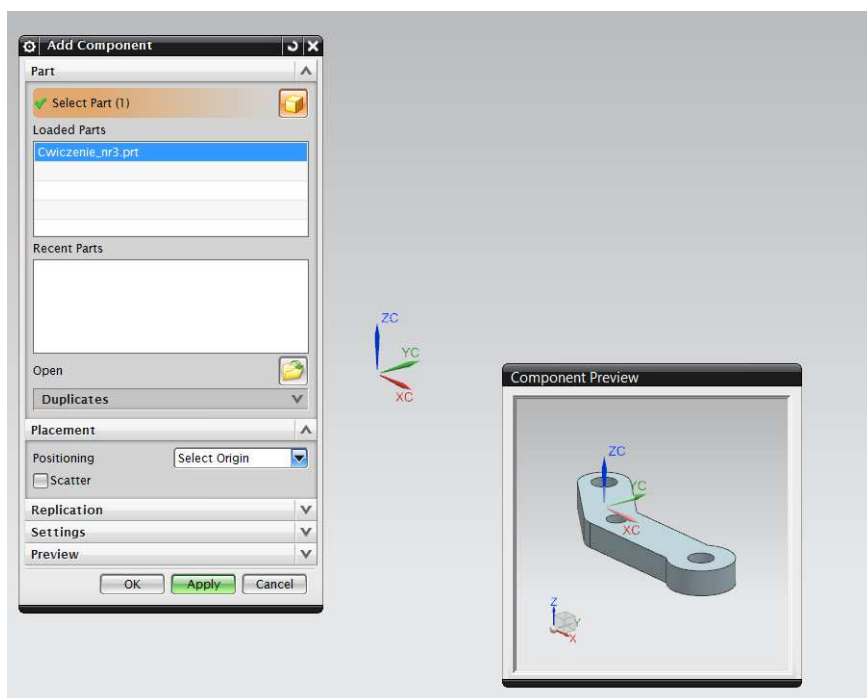 Add Component
Part
Select Part (1)
Loaded Parts
Cwiczenie_nr3.prt
Recent Parts
Open
Duplicates
Placement
Positioning Select Origin
Scatter
Replication
Settings
Preview
OK Apply Cancel
ZC
YC
XC
Component Preview
ZC
YC
XC
Z
Y
X